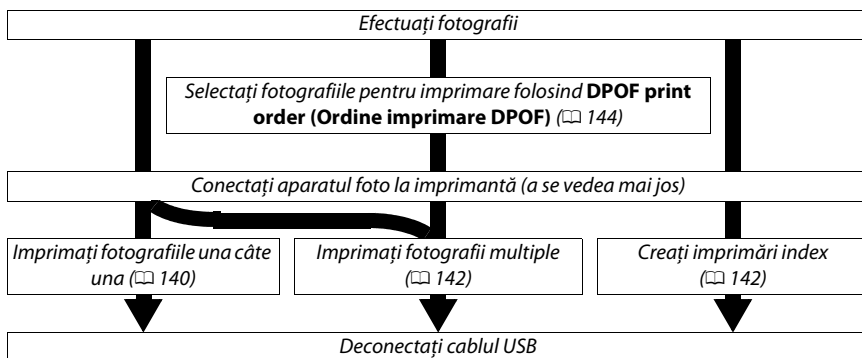 Efectuați fotografii
Selectați fotografiile pentru imprimare folosind DPOF print
order (Ordine imprimare DPOF) (🕮 144)
Conectați aparatul foto la imprimantă (a se vedea mai jos)
Imprimați fotografiile una câte
una (🕮 140)
Imprimați fotografii multiple
(🕮 142)
Creați imprimări index
(🕮 142)
Deconectați cablul USB